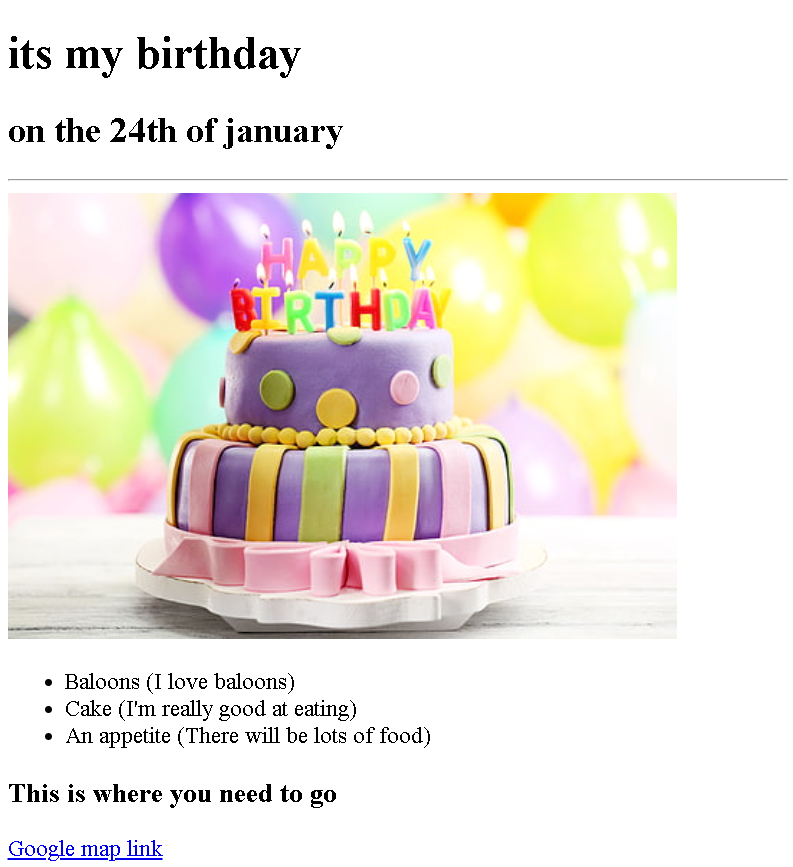 its my birthday
on the 24th of january
HAPPY
BIRTHDAY
Baloons (I love baloons)
Cake (I'm really good at eating)
An appetite (There will be lots of food)
This is where you need to go
Google map link